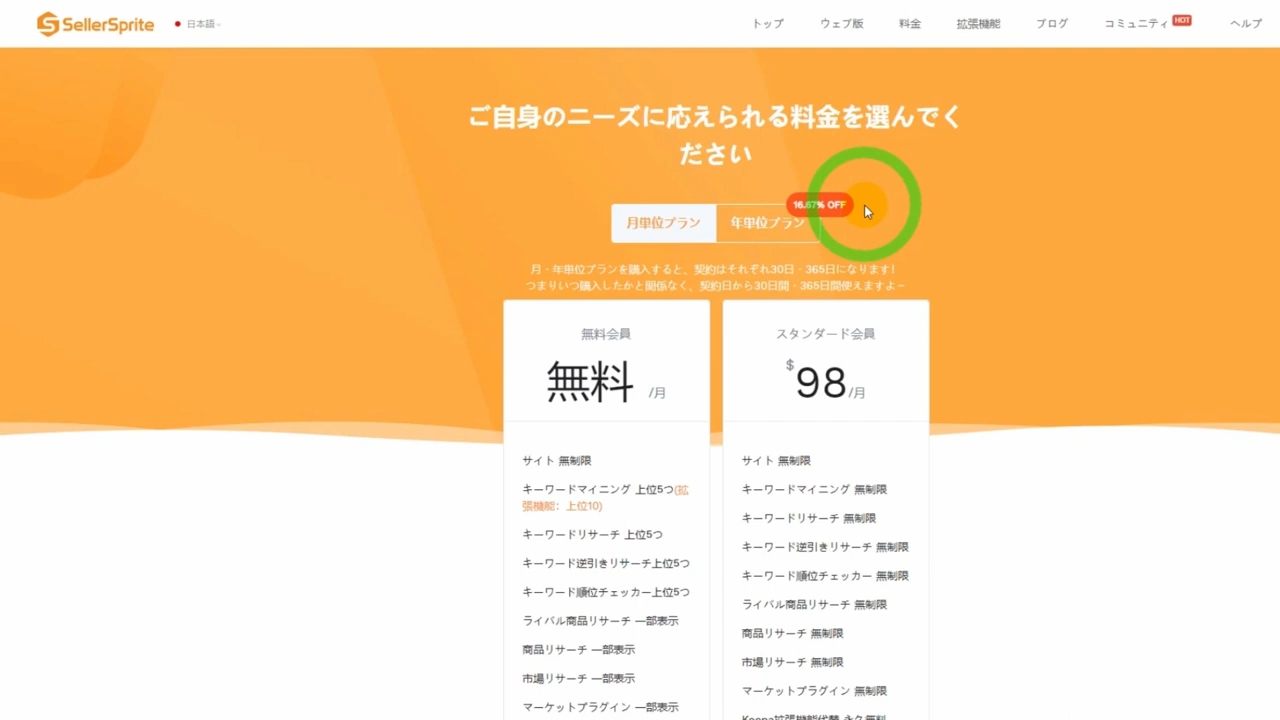 SellerSprite
日本語
トップ
ウェブ版
料金
拡張機能
ブログ
コミュニティ
HOT
ヘルプ
ご自身のニーズに応えられる料金を選んでく
ださい
16.67% OFF
月単位プラン
年単位プラン
月・年単位プランを購入すると、契約はそれぞれ30日・365日になります!
つまりいつ購入したかと関係なく、契約日から30日間・365日間使えますよ~
無料会員
無料 /月
サイト 無制限
キーワードマイニング 上位5つ(拡
張機能：上位10)
キーワードリサーチ 上位5つ
キーワード逆引きリサーチ上位5つ
キーワード順位チェッカー上位5つ
ライバル商品リサーチ 一部表示
商品リサーチ 一部表示
市場リサーチ 一部表示
マーケットプラグイン 一部表示
スタンダード会員
$98/月
サイト 無制限
キーワードマイニング 無制限
キーワードリサーチ 無制限
キーワード逆引きリサーチ 無制限
キーワード順位チェッカー 無制限
ライバル商品リサーチ 無制限
商品リサーチ 無制限
市場リサーチ 無制限
マーケットプラグイン 無制限
Keepa拡張機能代替 永久無料